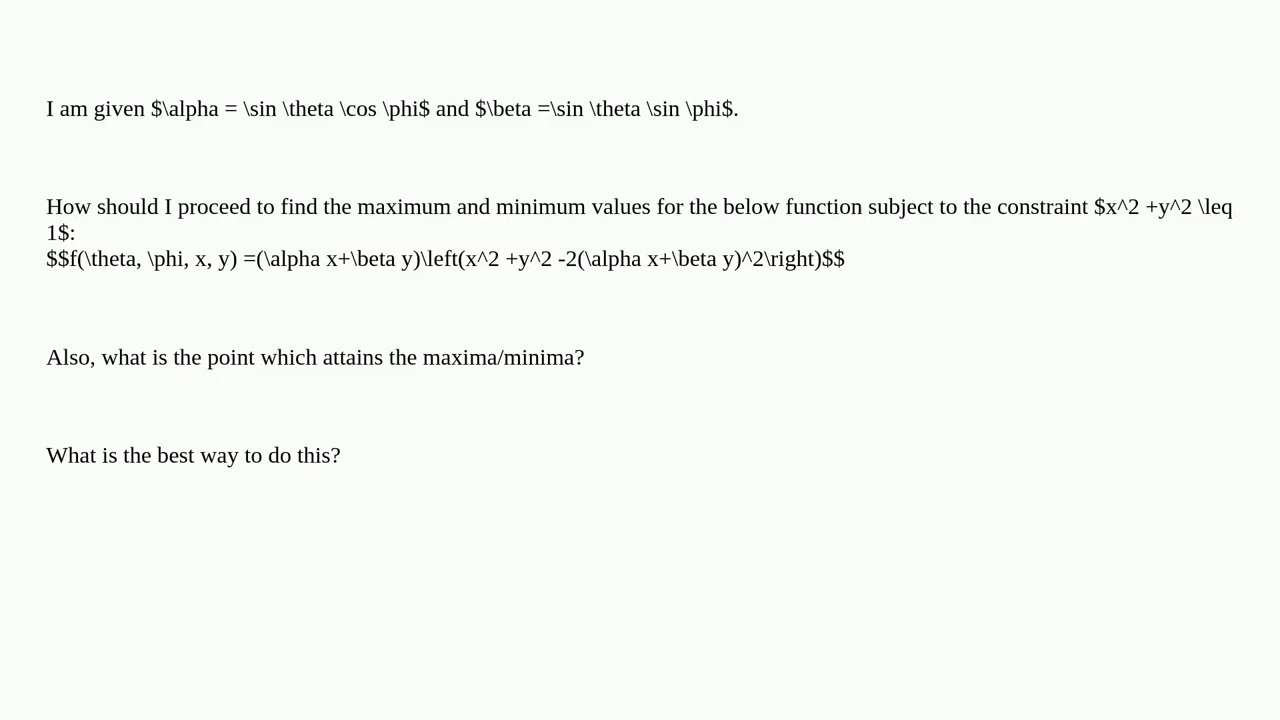 I am given $\alpha = \sin \theta \cos \phi$ and $\beta =\sin \theta \sin \phi$.
How should I proceed to find the maximum and minimum values for the below function subject to the constraint $x^2 +y^2 \leq
1$:
$$f(\theta, \phi, x, y) =(\alpha x+\beta y)\left(x^2 +y^2 -2(\alpha x+\beta y)^2\right)$$
Also, what is the point which attains the maxima/minima?
What is the best way to do this?